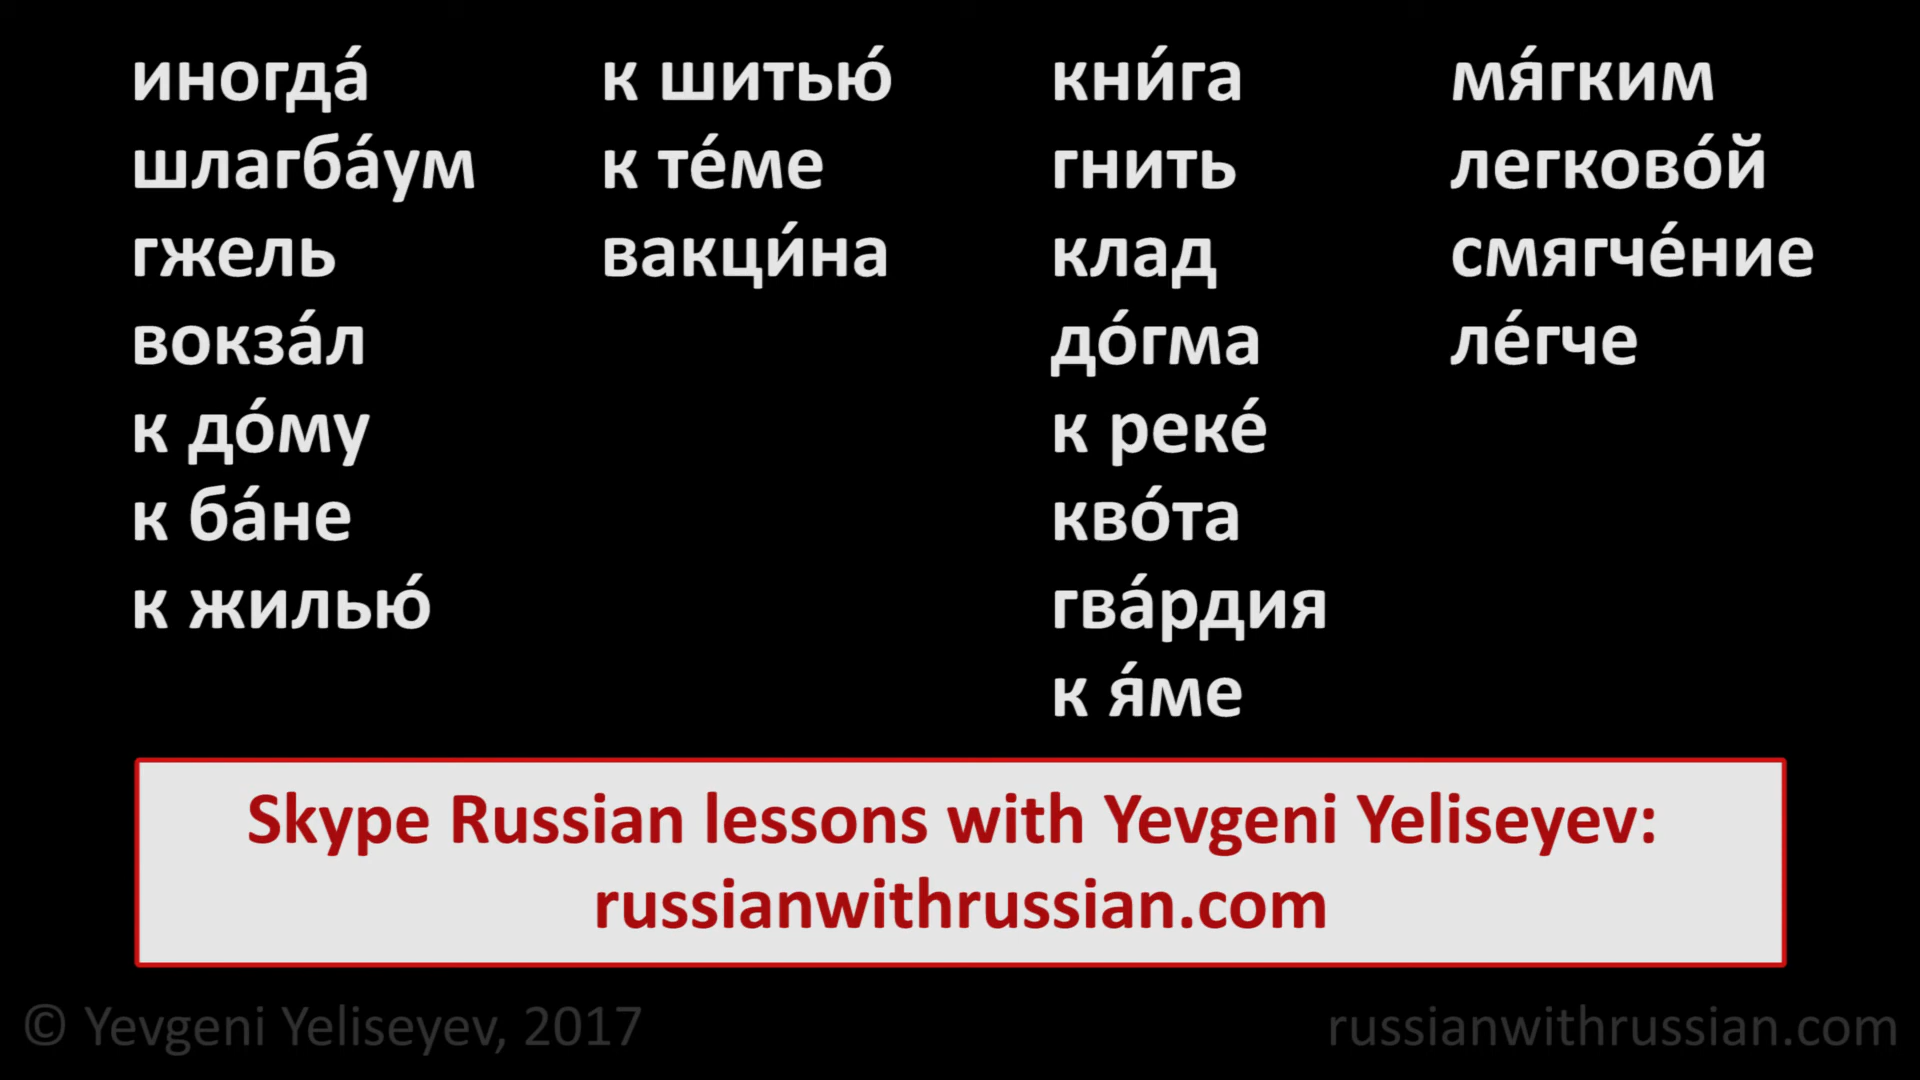 иногда́
шлагба́ум
гжель
вокза́л
к до́му
к ба́не
к жилью́
к шитью́
к те́ме
вакци́на
кни́га
гнить
клад
до́гма
к реке́
кво́та
гва́рдия
к я́ме
мя́гким
легково́й
смягче́ние
ле́гче
Skype Russian lessons with Yevgeni Yeliseyev:
russianwithrussian.com
© Yevgeni Yeliseyev, 2017
russianwithrussian.com